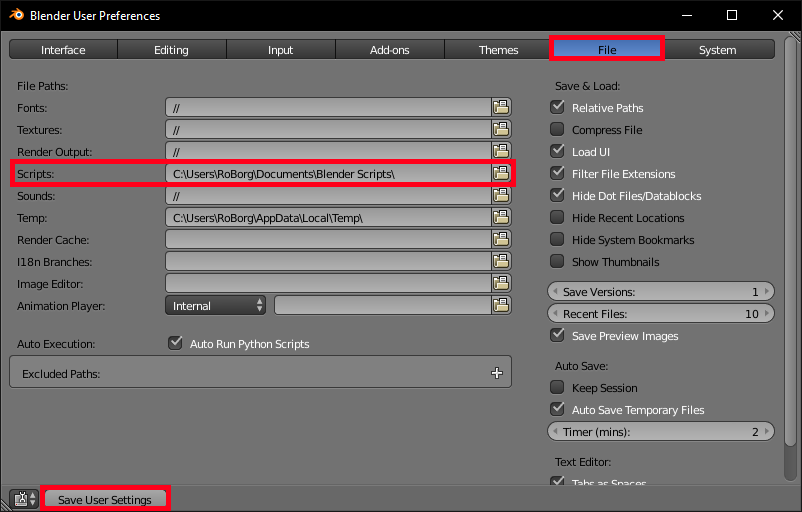 Blender User Preferences
Interface Editing Input Add-ons Themes File System
File Paths:
Fonts: //
Textures: //
Render Output: //
Scripts: C:\Users\RoBorg\Documents\Blender Scripts\
Sounds: //
Temp: C:\Users\RoBorg\AppData\Local\Temp\
Render Cache:
I18n Branches:
Image Editor:
Animation Player: Internal
Auto Execution: Auto Run Python Scripts
Excluded Paths:
Save & Load:
Relative Paths
Compress File
Load UI
Filter File Extensions
Hide Dot Files/Datablocks
Hide Recent Locations
Hide System Bookmarks
Show Thumbnails
Save Versions: 1
Recent Files: 10
Save Preview Images
Auto Save:
Keep Session
Auto Save Temporary Files
Timer (mins): 2
Text Editor:
Tabs as Spaces
Save User Settings